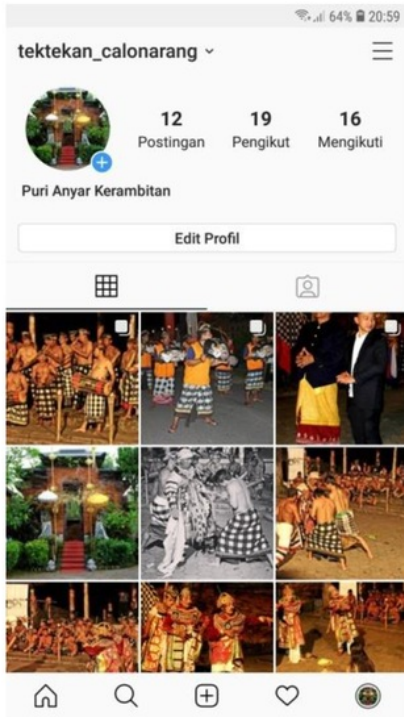 64% 20:59
tektekan_calonarang
12 19 16
Postingan Pengikut Mengikuti
Puri Anyar Kerambitan
Edit Profil